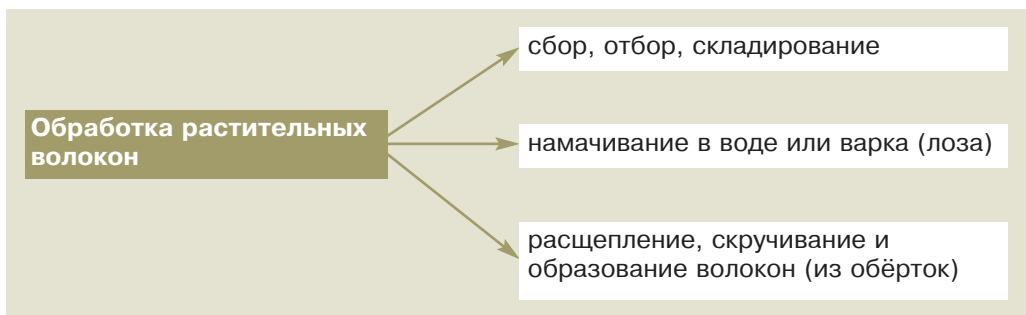 Обработка растительных
волокон
сбор, отбор, складирование
намачивание в воде или варка (лоза)
расщепление, скручивание и
образование волокон (из обёрток)